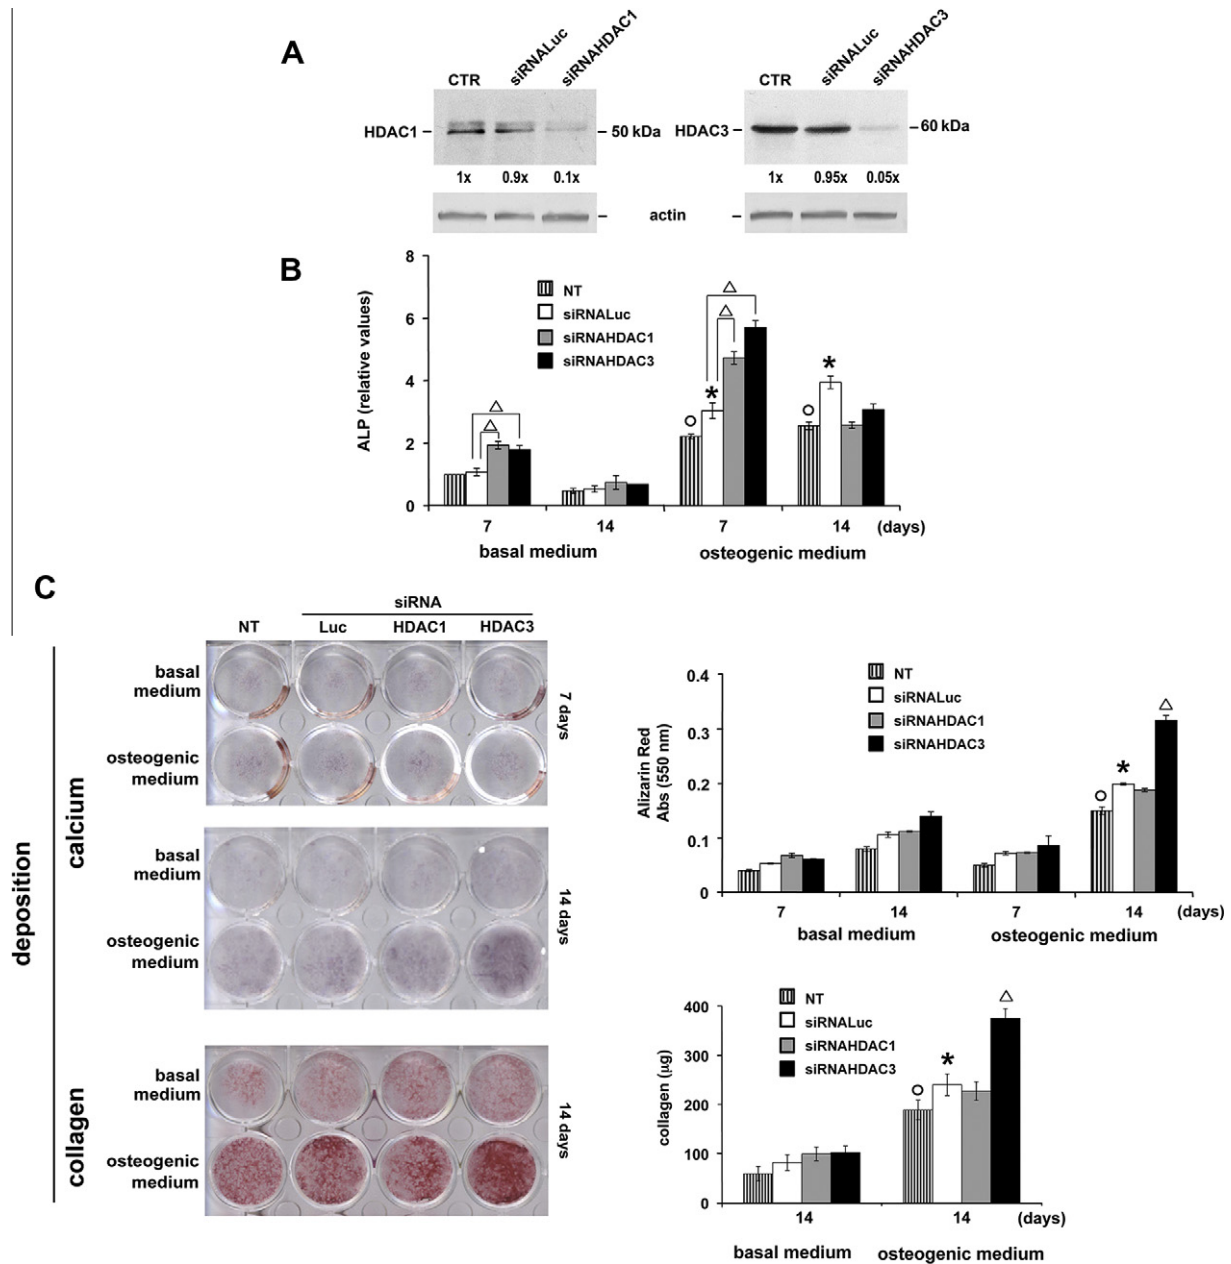 A
CTR siRNALuc siRNAHDAC1
HDAC1 50 kDa
1x 0.9x 0.1x
CTR siRNALuc siRNAHDAC3
HDAC3 60 kDa
1x 0.95x 0.05x
actin
B
ALP (relative values)
8
6
4
2
0
NT
siRNALuc
siRNAHDAC1
siRNAHDAC3
△ △ ○ * △ △ ○ *
7 14 7 14 (days)
basal medium osteogenic medium
C
siRNA
NT Luc HDAC1 HDAC3
deposition
calcium
basal
medium
osteogenic
medium
7 days
basal
medium
osteogenic
medium
14 days
collagen
basal
medium
osteogenic
medium
14 days
Alizarin Red
Abs (550 nm)
0.4
0.3
0.2
0.1
0
NT
siRNALuc
siRNAHDAC1
siRNAHDAC3
○ * △
7 14 7 14 (days)
basal medium osteogenic medium
collagen (µg)
400
300
200
100
0
NT
siRNALuc
siRNAHDAC1
siRNAHDAC3
○ * △
14 14 (days)
basal medium osteogenic medium